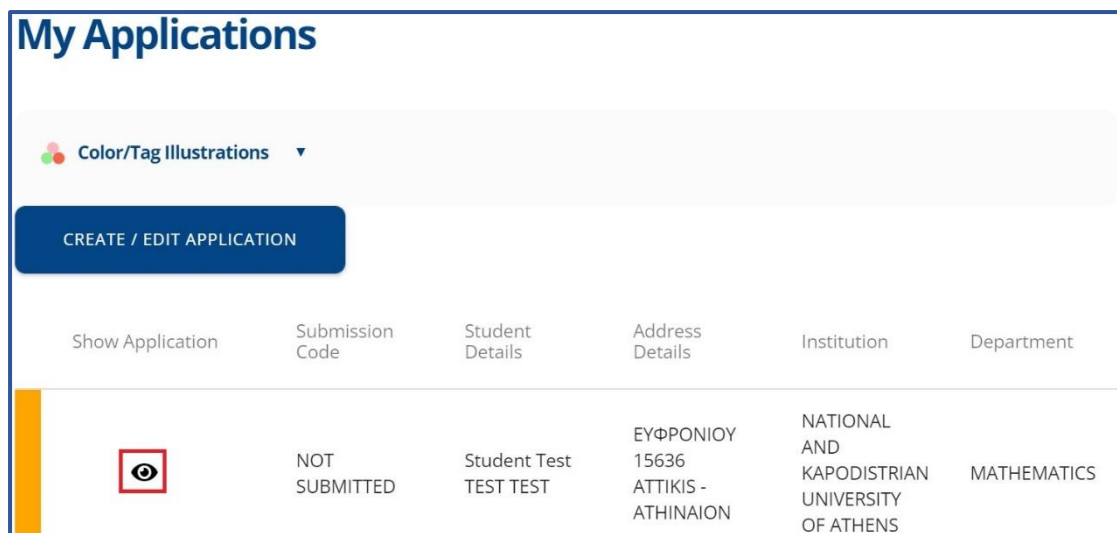 My Applications
Color/Tag Illustrations ▼
CREATE / EDIT APPLICATION
Show Application
Submission
Code
Student
Details
Address
Details
Institution
Department
NOT
SUBMITTED
Student Test
TEST TEST
ΕΥΦΡΟΝΙΟΥ
15636
ATTIKIS -
ATHINAION
NATIONAL
AND
KAPODISTRIAN
UNIVERSITY
OF ATHENS
MATHEMATICS